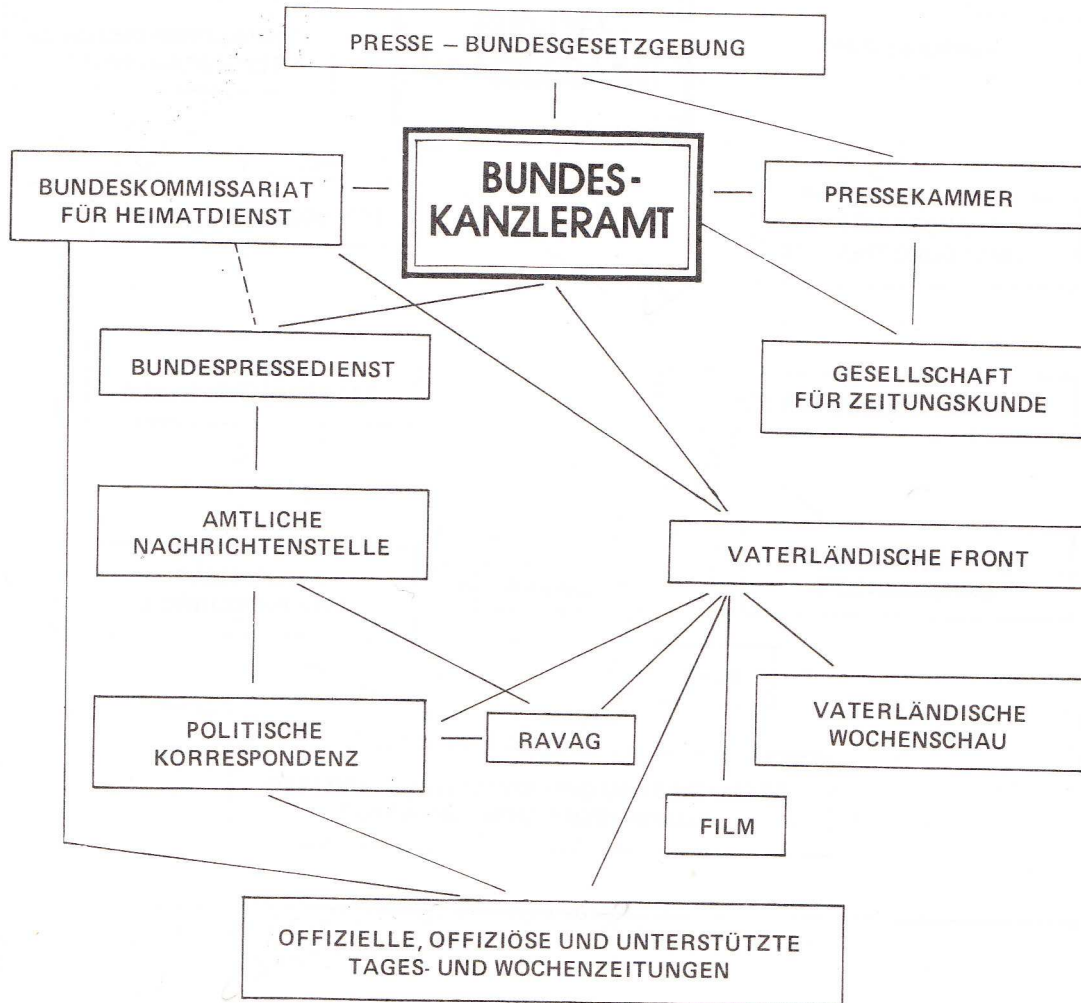 PRESSE – BUNDESGESETZGEBUNG
BUNDESKOMMISSARIAT
FÜR HEIMATDIENST
BUNDES-
KANZLERAMT
PRESSEKAMMER
BUNDESPRESSEDIENST
GESELLSCHAFT
FÜR ZEITUNGSKUNDE
AMTLICHE
NACHRICHTENSTELLE
VATERLÄNDISCHE FRONT
POLITISCHE
KORRESPONDENZ
RAVAG
VATERLÄNDISCHE
WOCHENSCHAU
FILM
OFFIZIELLE, OFFIZIÖSE UND UNTERSTÜTZTE
TAGES- UND WOCHENZEITUNGEN